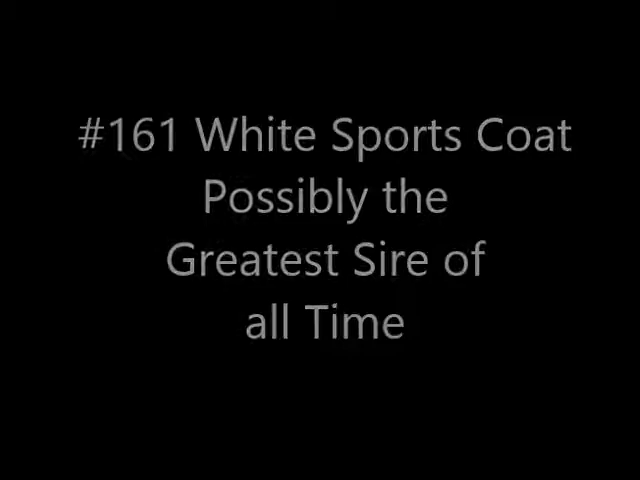 #161 White Sports Coat
Possibly the
Greatest Sire of
all Time